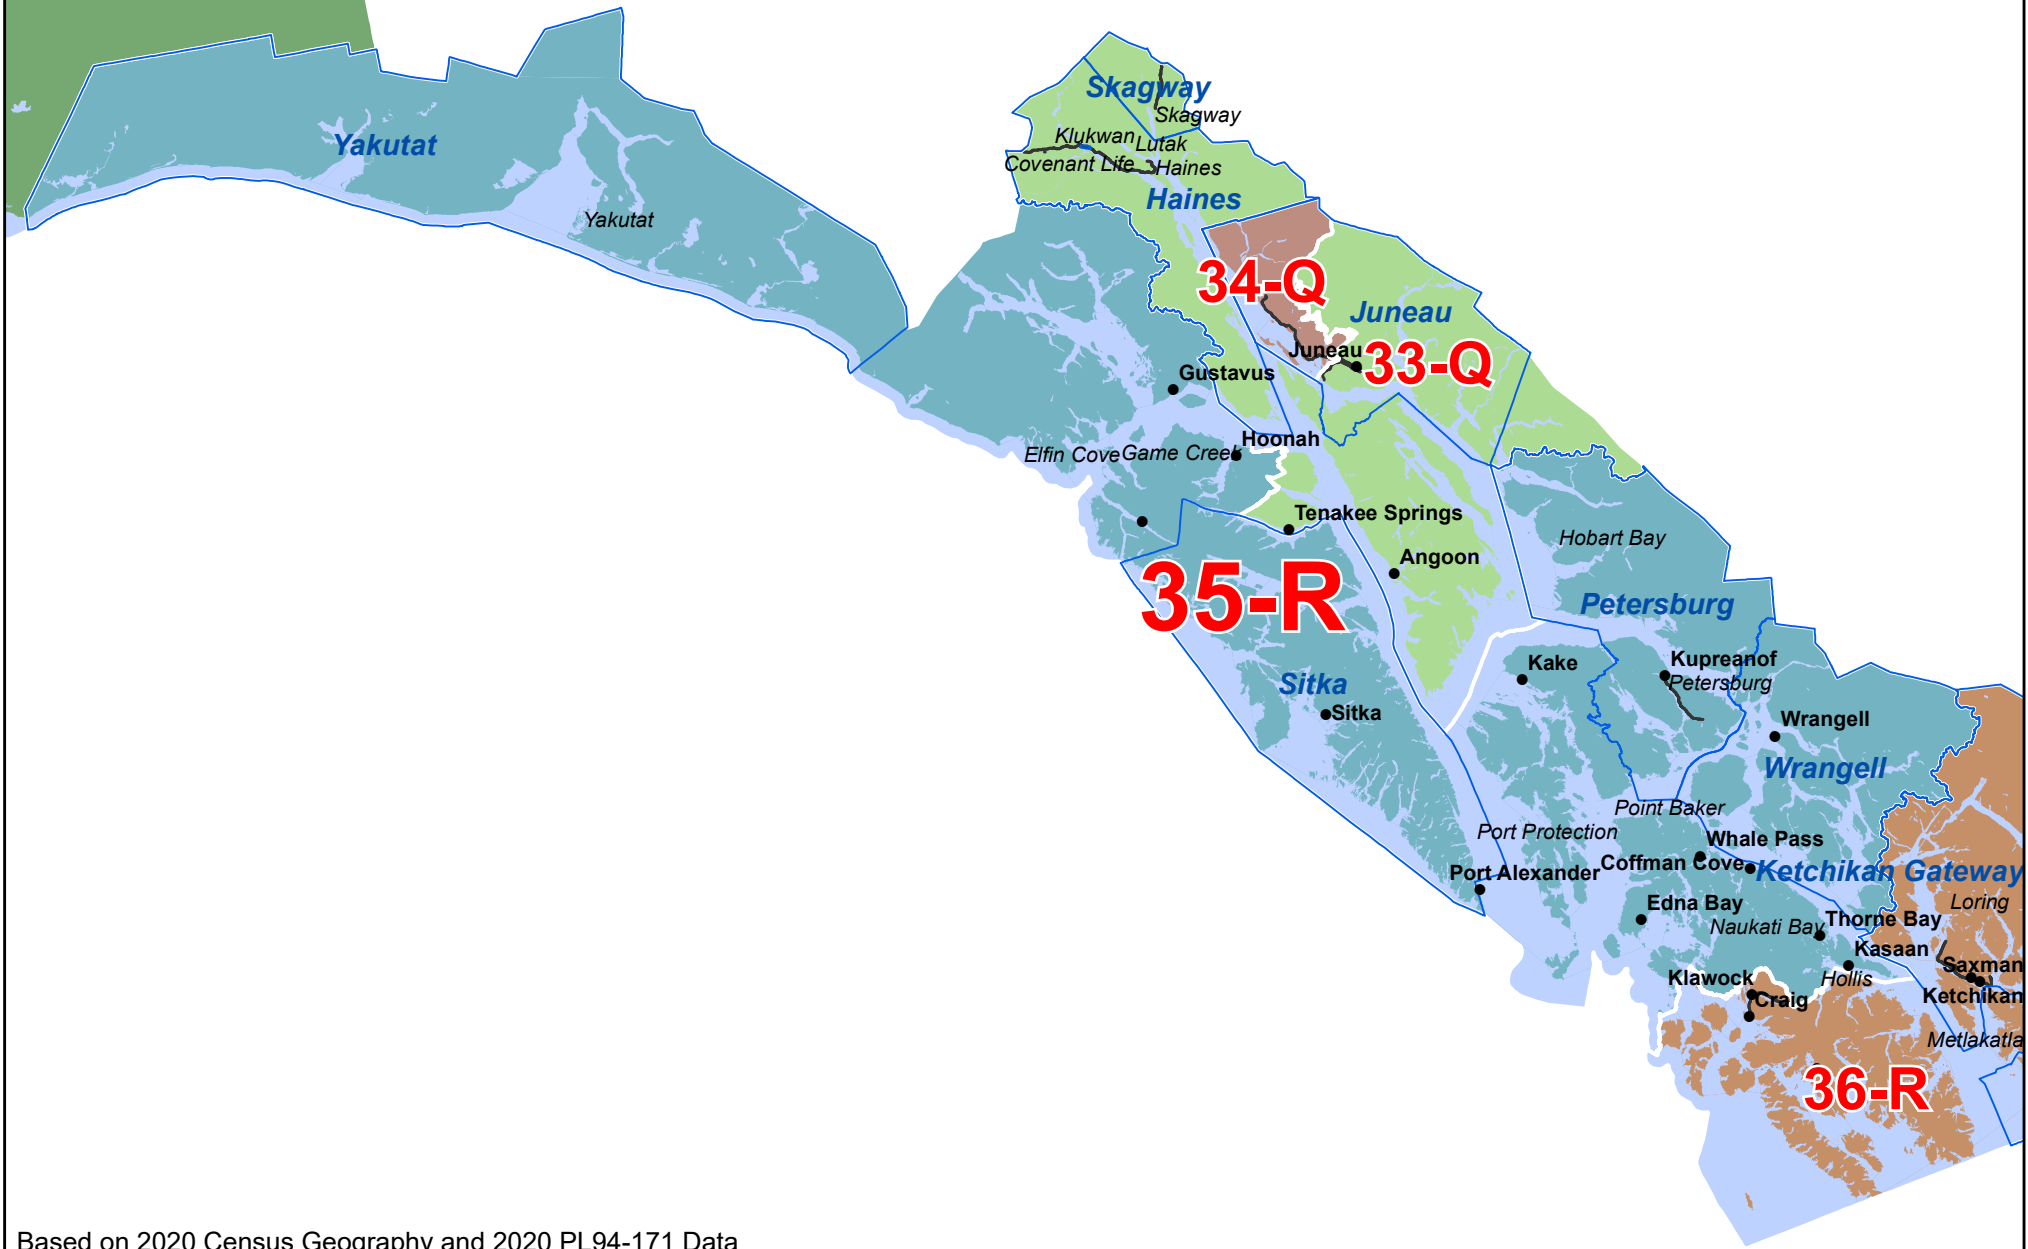 Skagway
Skagway
Yakutat
Klukwan
Lutak
Covenant Life
Haines
Haines
Yakutat
34-Q
Juneau
Juneau
33-Q
Gustavus
Hoonah
Elfin Cove
Game Creek
Tenakee Springs
Hobart Bay
Angoon
35-R
Petersburg
Kake
Kupreanof
Petersburg
Sitka
Sitka
Wrangell
Wrangell
Point Baker
Port Protection
Whale Pass
Coffman Cove
Ketchikan Gateway
Port Alexander
Edna Bay
Loring
Naukati Bay
Thorne Bay
Kasaan
Saxman
Klawock
Hollis
Craig
Ketchikan
Metlakatla
36-R
Based on 2020 Census Geography and 2020 PL94-171 Data